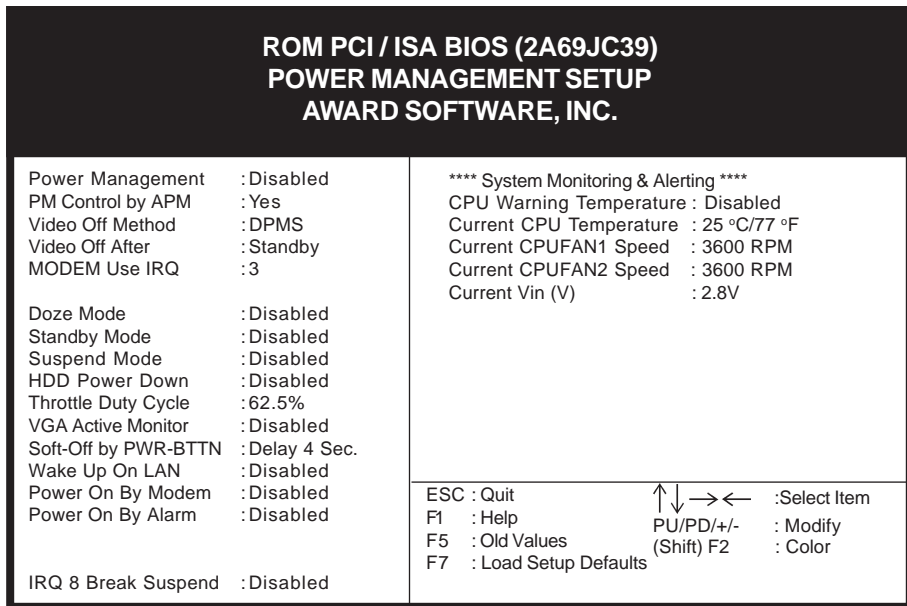 ROM PCI / ISA BIOS (2A69JC39)
POWER MANAGEMENT SETUP
AWARD SOFTWARE, INC.
Power Management : Disabled
PM Control by APM : Yes
Video Off Method : DPMS
Video Off After : Standby
MODEM Use IRQ : 3
Doze Mode : Disabled
Standby Mode : Disabled
Suspend Mode : Disabled
HDD Power Down : Disabled
Throttle Duty Cycle : 62.5%
VGA Active Monitor : Disabled
Soft-Off by PWR-BTTN : Delay 4 Sec.
Wake Up On LAN : Disabled
Power On By Modem : Disabled
Power On By Alarm : Disabled
IRQ 8 Break Suspend : Disabled
**** System Monitoring & Alerting ****
CPU Warning Temperature : Disabled
Current CPU Temperature : 25 °C/77 °F
Current CPUFAN1 Speed : 3600 RPM
Current CPUFAN2 Speed : 3600 RPM
Current Vin (V) : 2.8V
ESC : Quit ↑↓→← :Select Item
F1 : Help PU/PD/+/- : Modify
F5 : Old Values (Shift) F2 : Color
F7 : Load Setup Defaults